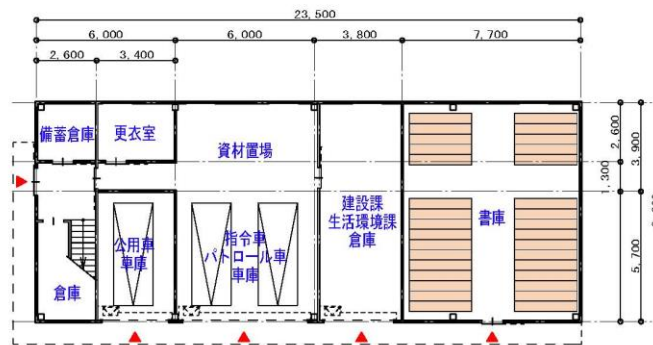 23,500
6,000
6,000
3,800
7,700
2,600
3,400
備蓄倉庫
更衣室
資材置場
建設課
生活環境課
倉庫
書庫
公用車
車庫
指令車
パトロール車
車庫
倉庫
2,600
1,300
3,900
5,700